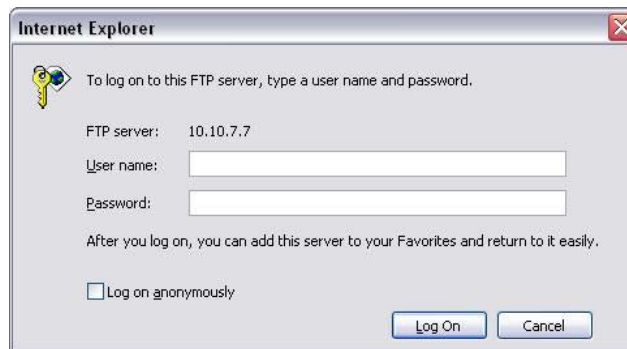 Internet Explorer
To log on to this FTP server, type a user name and password.
FTP server: 10.10.7.7
User name:
Password:
After you log on, you can add this server to your Favorites and return to it easily.
Log on anonymously
Log On Cancel